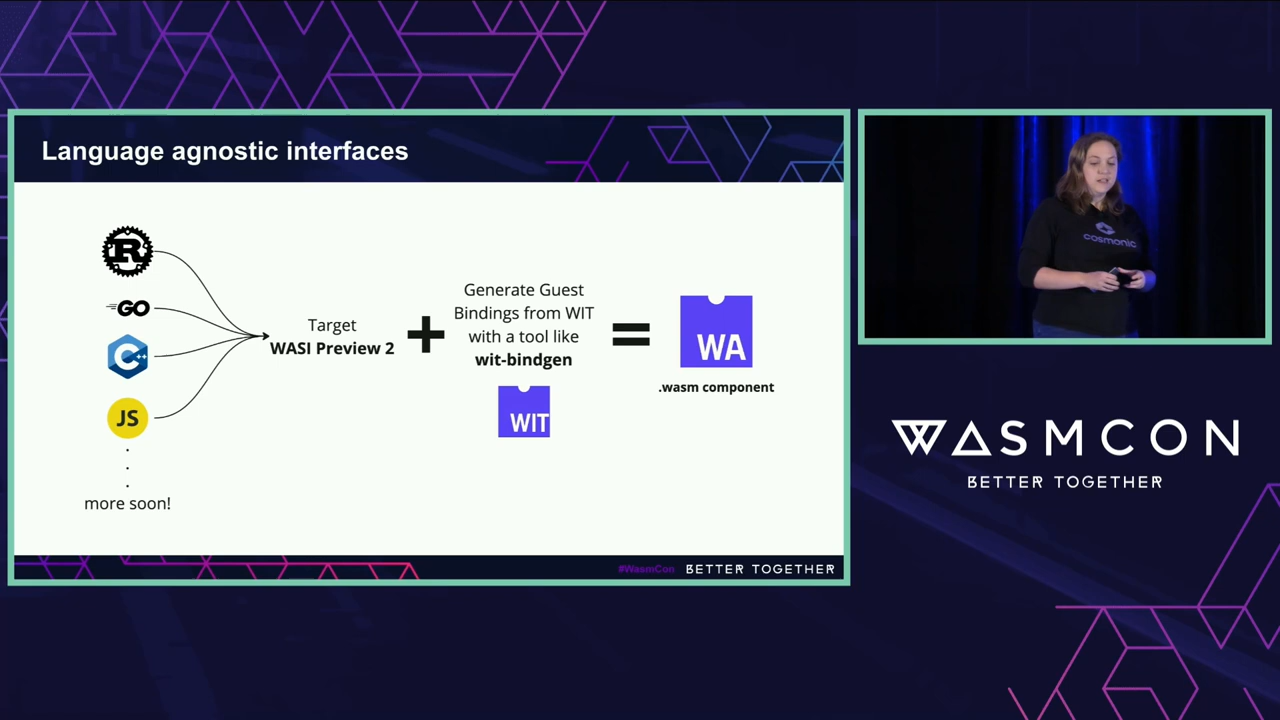 Language agnostic interfaces
R
GO
C++
JS
.
.
.
more soon!
Target
WASI Preview 2
+
Generate Guest
Bindings from WIT
with a tool like
wit-bindgen
WIT
=
WA
.wasm component
#WasmCon BETTER TOGETHER
cosmonic
WASMCON
BETTER TOGETHER